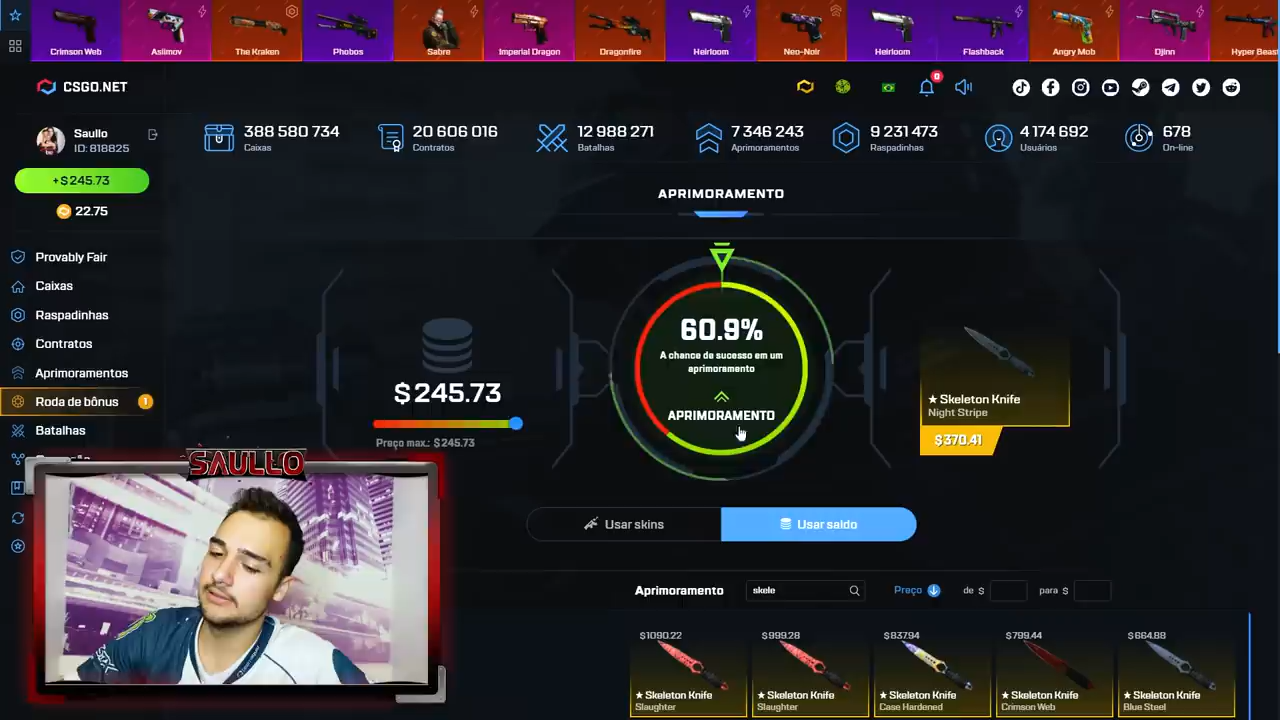 Crimson Web
Asiimov
The Kraken
Phobos
Sabre
Imperial Dragon
Dragonfire
Heirloom
Neo-Noir
Heirloom
Flashback
Angry Mob
Djinn
Hyper Beast
CSGO.NET
0
Saullo
ID: 818825
388 580 734
Caixas
20 606 016
Contratos
12 988 271
Batalhas
7 346 243
Aprimoramentos
9 231 473
Raspadinhas
4 174 692
Usuários
678
On-line
+$245.73
22.75
APRIMORAMENTO
Provably Fair
Caixas
Raspadinhas
Contratos
Aprimoramentos
Roda de bônus 1
Batalhas
$245.73
Preço max.: $245.73
60.9%
A chance de sucesso em um
aprimoramento
APRIMORAMENTO
★ Skeleton Knife
Night Stripe
$370.41
SAULLO
Usar skins
Usar saldo
Aprimoramento
skele
Preço
de $
para $
$1090.22
★ Skeleton Knife
Slaughter
$999.28
★ Skeleton Knife
Slaughter
$837.94
★ Skeleton Knife
Case Hardened
$799.44
★ Skeleton Knife
Crimson Web
$664.88
★ Skeleton Knife
Blue Steel